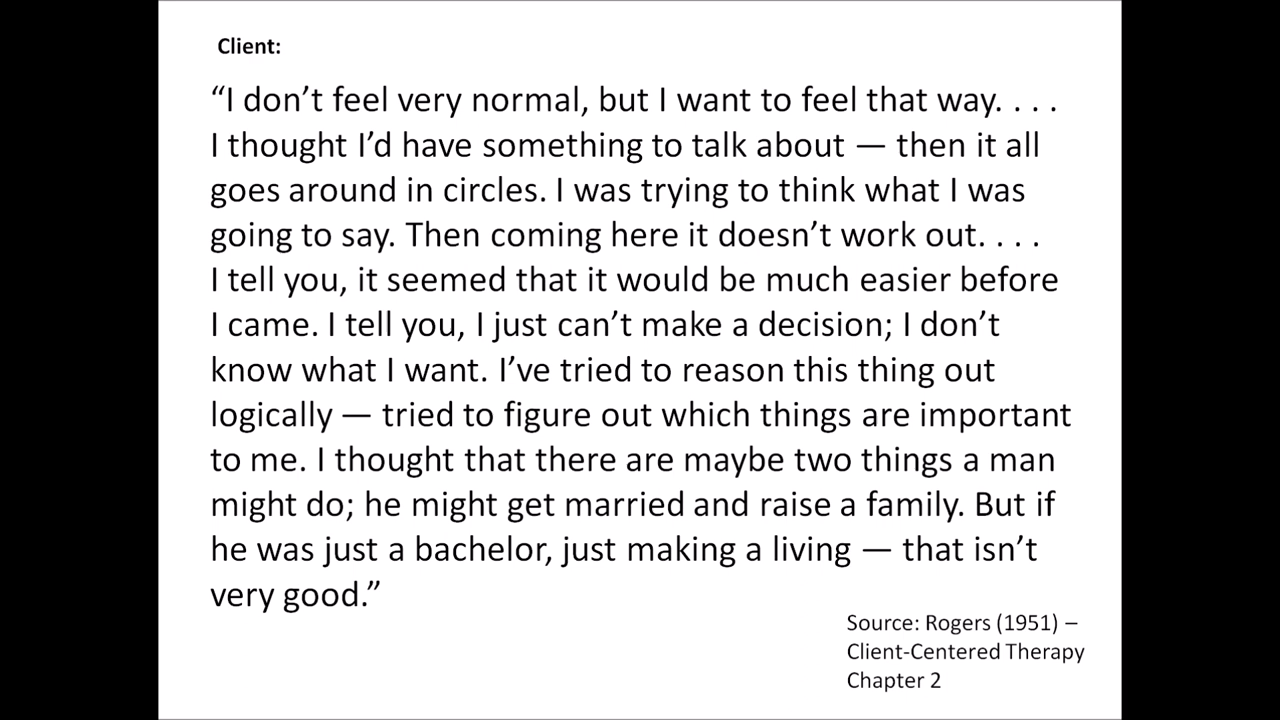 Client:
“I don’t feel very normal, but I want to feel that way. . . .
I thought I’d have something to talk about — then it all
goes around in circles. I was trying to think what I was
going to say. Then coming here it doesn’t work out. . . .
I tell you, it seemed that it would be much easier before
I came. I tell you, I just can’t make a decision; I don’t
know what I want. I’ve tried to reason this thing out
logically — tried to figure out which things are important
to me. I thought that there are maybe two things a man
might do; he might get married and raise a family. But if
he was just a bachelor, just making a living — that isn’t
very good.”
Source: Rogers (1951) –
Client-Centered Therapy
Chapter 2